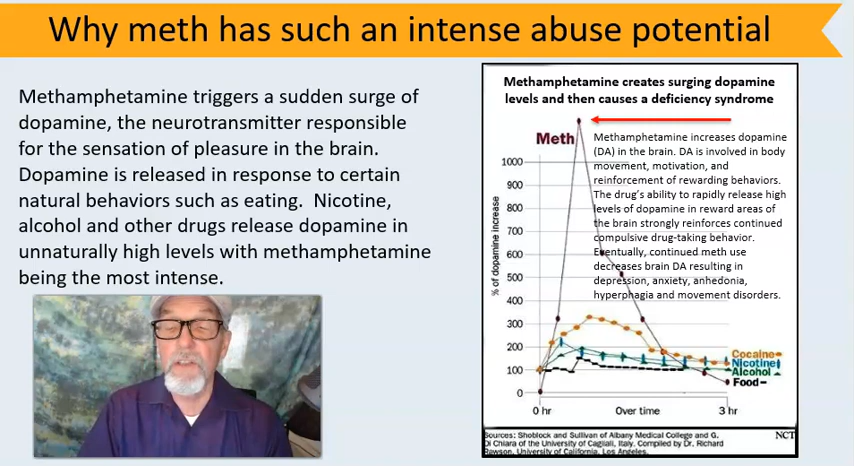 Why meth has such an intense abuse potential
Methamphetamine triggers a sudden surge of
dopamine, the neurotransmitter responsible
for the sensation of pleasure in the brain.
Dopamine is released in response to certain
natural behaviors such as eating.  Nicotine,
alcohol and other drugs release dopamine in
unnaturally high levels with methamphetamine
being the most intense.
Methamphetamine creates surging dopamine
levels and then causes a deficiency syndrome
Meth
Methamphetamine increases dopamine
(DA) in the brain. DA is involved in body
movement, motivation, and
reinforcement of rewarding behaviors.
The drug's ability to rapidly release high
levels of dopamine in reward areas of
the brain strongly reinforces continued
compulsive drug-taking behavior.
Eventually, continued meth use
decreases brain DA resulting in
depression, anxiety, anhedonia,
hyperphagia and movement disorders.
% of dopamine increase
1000
900
800
700
600
500
400
300
200
100
0
Cocaine
Nicotine
Alcohol
Food
0 hr
Over time
3 hr
Sources: Shoblock and Sullivan of Albany Medical College and G.
Di Chiara of the University of Cagliali, Italy. Compiled by Dr. Richard
Rawson, University of California, Los Angeles.
NCT